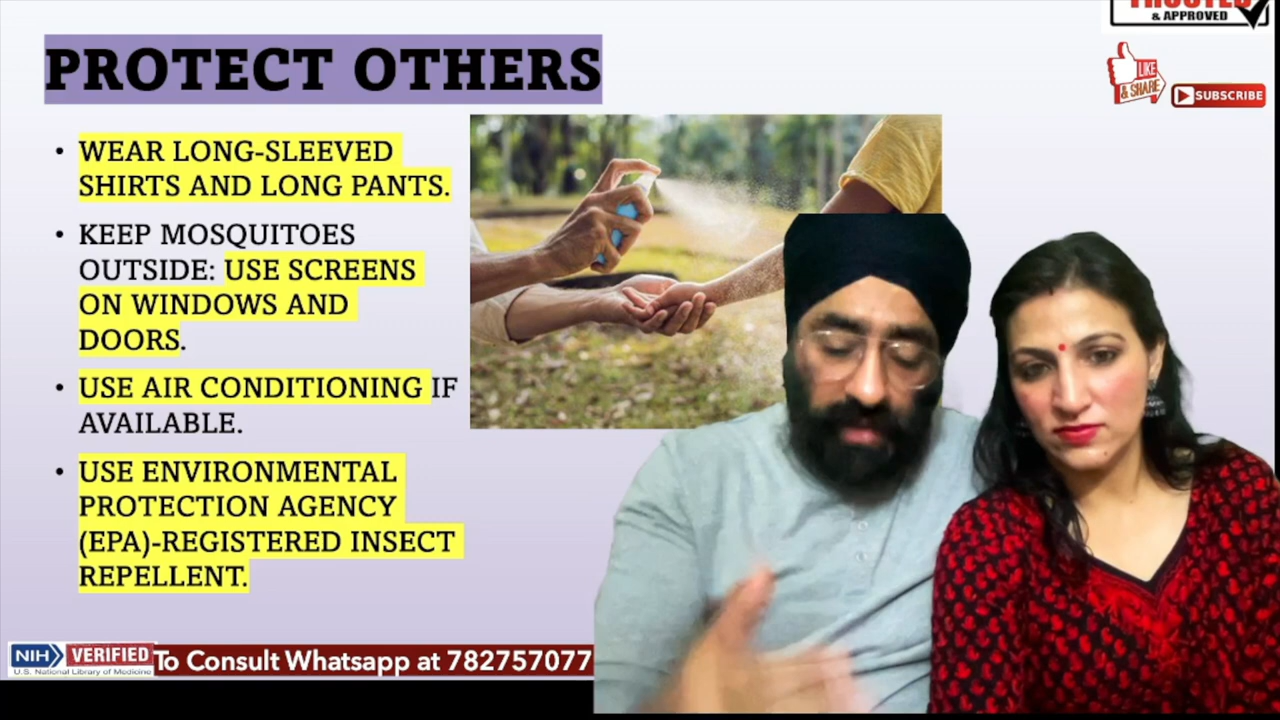 & APPROVED
PROTECT OTHERS
LIKE
& SHARE
SUBSCRIBE
• WEAR LONG-SLEEVED
SHIRTS AND LONG PANTS.
• KEEP MOSQUITOES
OUTSIDE: USE SCREENS
ON WINDOWS AND
DOORS.
• USE AIR CONDITIONING IF
AVAILABLE.
• USE ENVIRONMENTAL
PROTECTION AGENCY
(EPA)-REGISTERED INSECT
REPELLENT.
NIH VERIFIED
U.S. National Library of Medicine
To Consult Whatsapp at 782757077